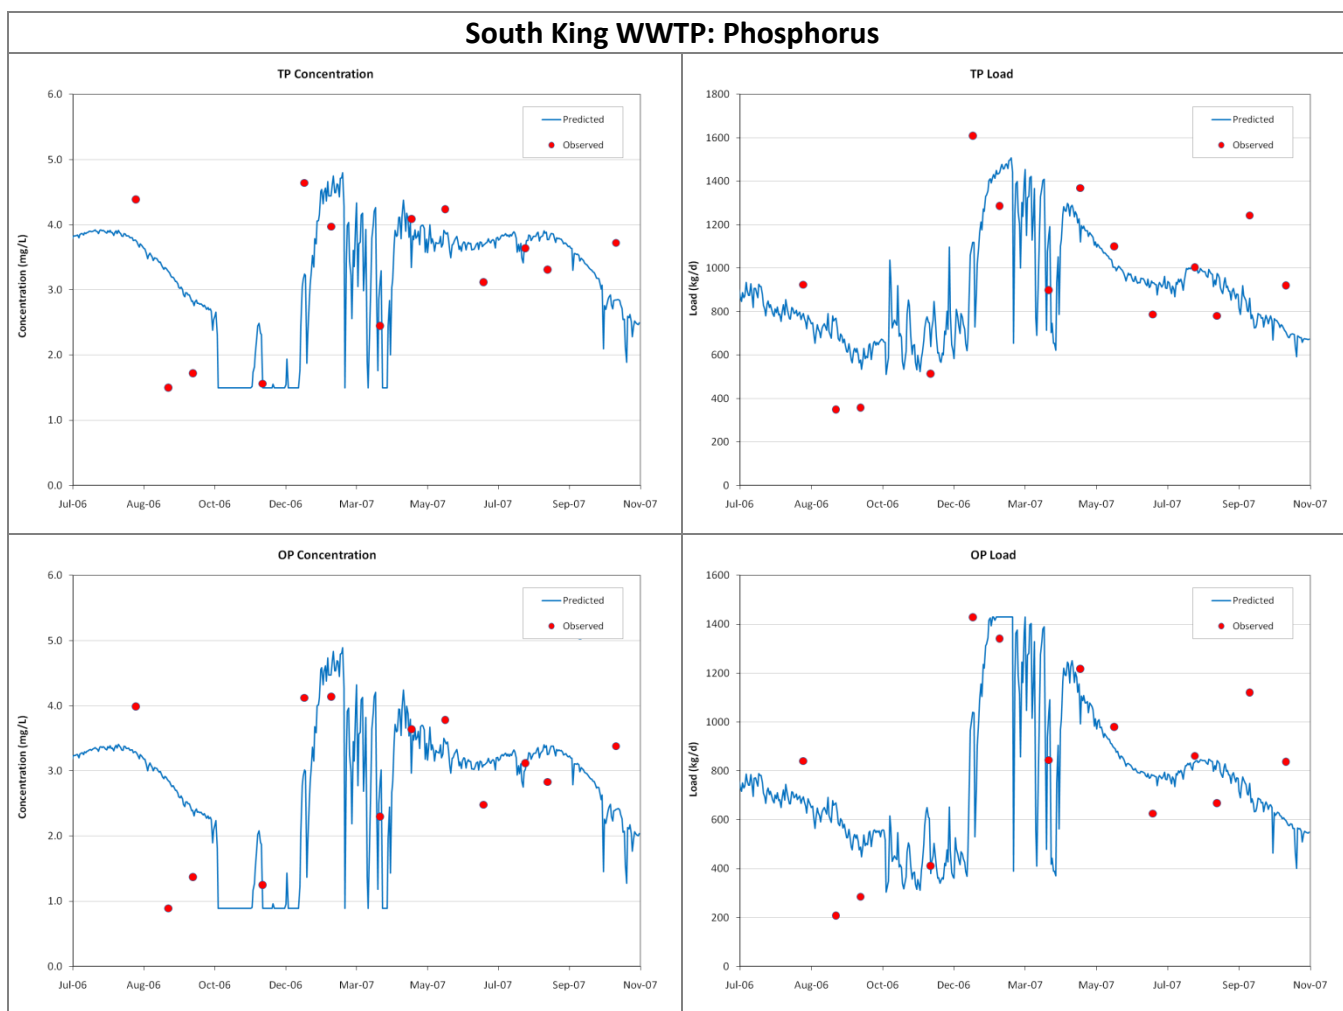 South King WWTP: Phosphorus
TP Concentration
6.0
5.0
4.0
3.0
2.0
1.0
0.0
Concentration (mg/L)
Predicted
Observed
Jul-06 Aug-06 Oct-06 Dec-06 Mar-07 May-07 Jul-07 Sep-07 Nov-07
TP Load
1800
1600
1400
1200
1000
800
600
400
200
0
Load (kg/d)
Predicted
Observed
Jul-06 Aug-06 Oct-06 Dec-06 Mar-07 May-07 Jul-07 Sep-07 Nov-07
OP Concentration
6.0
5.0
4.0
3.0
2.0
1.0
0.0
Concentration (mg/L)
Predicted
Observed
Jul-06 Aug-06 Oct-06 Dec-06 Mar-07 May-07 Jul-07 Sep-07 Nov-07
OP Load
1600
1400
1200
1000
800
600
400
200
0
Load (kg/d)
Predicted
Observed
Jul-06 Aug-06 Oct-06 Dec-06 Mar-07 May-07 Jul-07 Sep-07 Nov-07